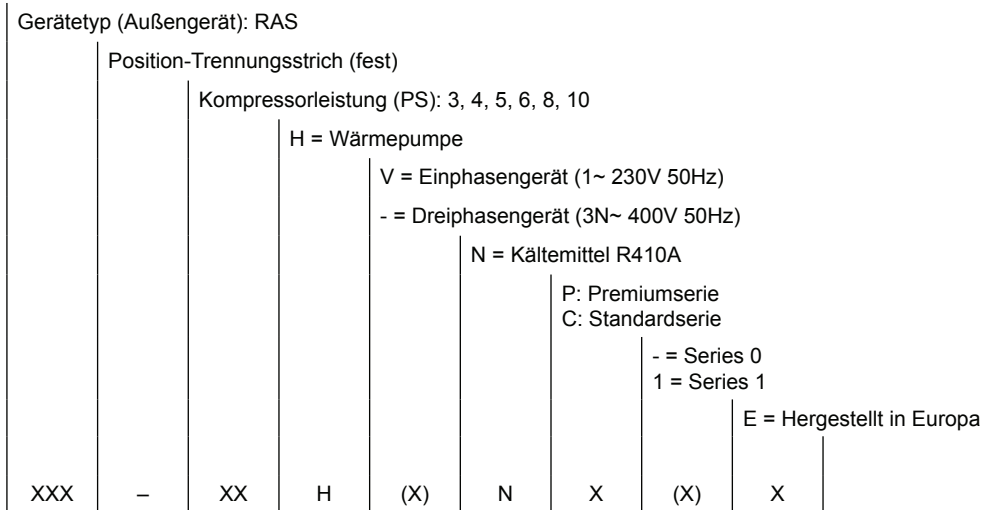 Gerätetyp (Außengerät): RAS
Position-Trennungsstrich (fest)
Kompressorleistung (PS): 3, 4, 5, 6, 8, 10
H = Wärmepumpe
V = Einphasengerät (1~ 230V 50Hz)
- = Dreiphasengerät (3N~ 400V 50Hz)
N = Kältemittel R410A
P: Premiumserie
C: Standardserie
- = Series 0
1 = Series 1
E = Hergestellt in Europa
XXX – XX H (X) N X (X) X